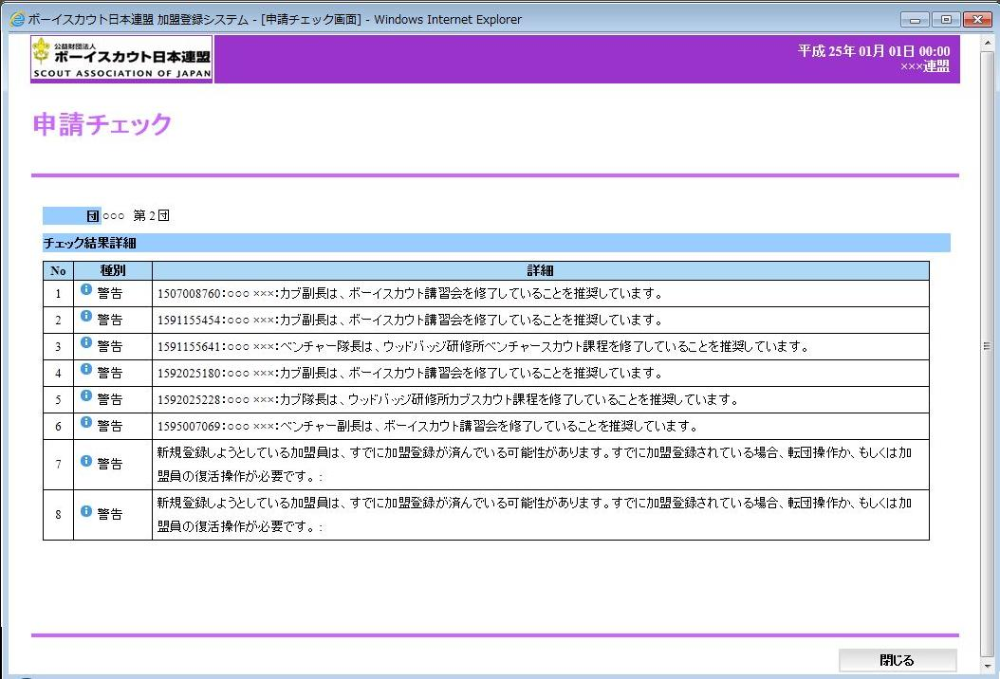 ボーイスカウト日本連盟 加盟登録システム - [申請チェック画面] - Windows Internet Explorer
公益財団法人
ボーイスカウト日本連盟
SCOUT ASSOCIATION OF JAPAN
平成 25年 01月 01日 00:00
×××連盟
申請チェック
団 ○○○ 第2団
チェック結果詳細
No 種別 詳細
1 警告 1507008760:○○○ ×××:カブ副長は、ボーイスカウト講習会を修了していることを推奨しています。
2 警告 1591155454:○○○ ×××:カブ副長は、ボーイスカウト講習会を修了していることを推奨しています。
3 警告 1591155641:○○○ ×××:ベンチャー隊長は、ウッドバッジ研修所ベンチャースカウト課程を修了していることを推奨しています。
4 警告 1592025180:○○○ ×××:カブ副長は、ボーイスカウト講習会を修了していることを推奨しています。
5 警告 1592025228:○○○ ×××:カブ隊長は、ウッドバッジ研修所カブスカウト課程を修了していることを推奨しています。
6 警告 1595007069:○○○ ×××:ベンチャー副長は、ボーイスカウト講習会を修了していることを推奨しています。
7 警告 新規登録しようとしている加盟員は、すでに加盟登録が済んでいる可能性があります。すでに加盟登録されている場合、転団操作か、もしくは加
盟員の復活操作が必要です。:
8 警告 新規登録しようとしている加盟員は、すでに加盟登録が済んでいる可能性があります。すでに加盟登録されている場合、転団操作か、もしくは加
盟員の復活操作が必要です。:
閉じる